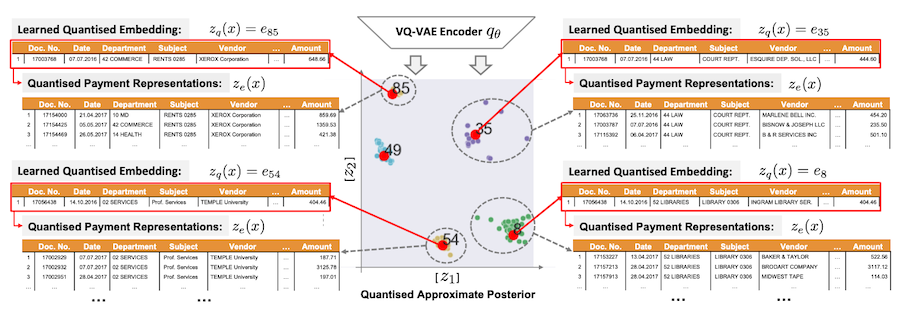 Learned Quantised Embedding: z_q(x) = e_85
Doc. No. Date Department Subject Vendor ... Amount
1 17003768 07.07.2016 42 COMMERCE RENTS 0285 XEROX Corporation ... 648.66
Quantised Payment Representations: z_e(x)
Doc. No. Date Department Subject Vendor ... Amount
1 17154000 21.04.2017 10 MD RENTS 0285 XEROX Corporation ... 859.69
2 17154425 05.06.2017 42 COMMERCE RENTS 0285 XEROX Corporation ... 1359.53
3 17154469 26.05.2017 14 HEALTH RENTS 0285 XEROX Corporation ... 421.38
... ... ... ... ... ...
Learned Quantised Embedding: z_q(x) = e_54
Doc. No. Date Department Subject Vendor ... Amount
1 17056438 14.10.2016 02 SERVICES Prof. Services TEMPLE University ... 404.46
Quantised Payment Representations: z_e(x)
Doc. No. Date Department Subject Vendor ... Amount
1 17002929 07.07.2017 02 SERVICES Prof. Services TEMPLE University ... 187.71
2 17002932 07.07.2017 02 SERVICES Prof. Services TEMPLE University ... 3125.78
3 17002951 28.04.2017 02 SERVICES Prof. Services TEMPLE University ... 197.01
... ... ... ... ... ...
... ...
VQ-VAE Encoder q_θ
85
35
49
54
8
[z_2]
[z_1]
Quantised Approximate Posterior
Learned Quantised Embedding: z_q(x) = e_35
Doc. No. Date Department Subject Vendor ... Amount
1 17003768 07.07.2016 44 LAW COURT REPT. ESQUIRE DEP. SOL., LLC ... 444.60
Quantised Payment Representations: z_e(x)
Doc. No. Date Department Subject Vendor ... Amount
1 17063736 25.11.2016 44 LAW COURT REPT. MARLENE BELL INC. ... 454.20
2 17003787 07.07.2016 44 LAW COURT REPT. BISNOW & JOSEPH LLC ... 235.50
3 17115392 06.04.2017 44 LAW COURT REPT. B & R SERVICES INC ... 501.10
... ... ... ... ... ...
Learned Quantised Embedding: z_q(x) = e_8
Doc. No. Date Department Subject Vendor ... Amount
1 17056438 14.10.2016 52 LIBRARIES LIBRARY 0306 INGRAM LIBRARY SER. ... 404.46
Quantised Payment Representations: z_e(x)
Doc. No. Date Department Subject Vendor ... Amount
1 17153227 13.04.2017 52 LIBRARIES LIBRARY 0306 BAKER & TAYLOR ... 522.56
2 17157213 28.04.2017 52 LIBRARIES LIBRARY 0306 BRODART COMPANY ... 3117.12
3 17157913 28.04.2017 52 LIBRARIES LIBRARY 0306 MIDWEST TAPE ... 114.03
... ... ... ... ... ...
... ...